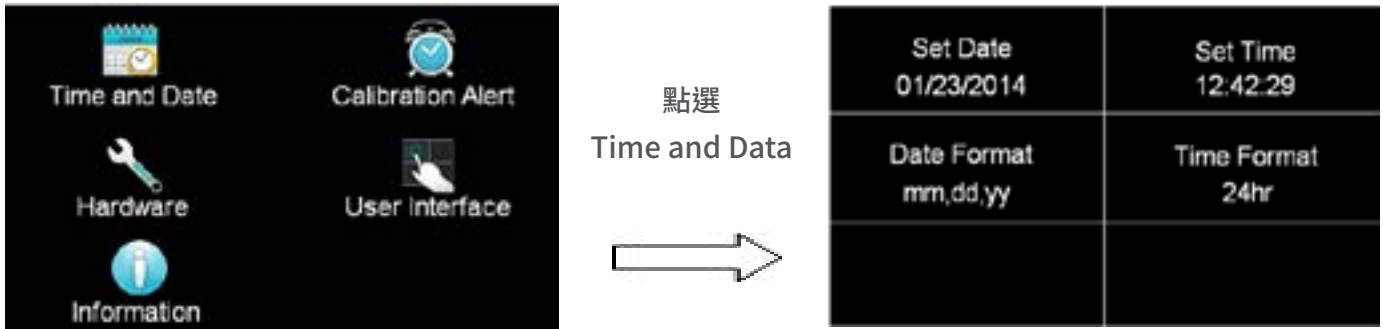 Time and Date
Calibration Alert
Hardware
User Interface
Information
點選
Time and Data
Set Date
01/23/2014
Set Time
12:42:29
Date Format
mm,dd,yy
Time Format
24hr